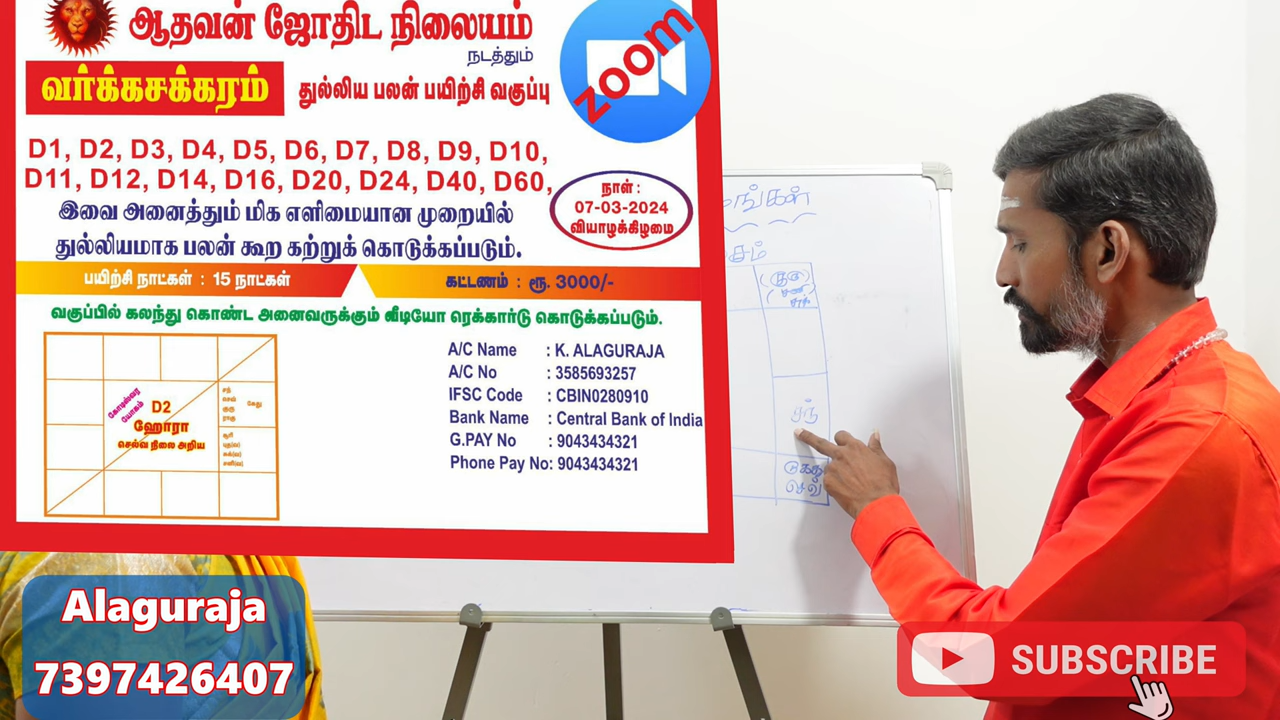 ஆதவன் ஜோதிட நிலையம்
நடத்தும்
வர்க்கசக்கரம் துல்லிய பலன் பயிற்சி வகுப்பு
zoom
D1, D2, D3, D4, D5, D6, D7, D8, D9, D10,
D11, D12, D14, D16, D20, D24, D40, D60,
இவை அனைத்தும் மிக எளிமையான முறையில்
துல்லியமாக பலன் கூற கற்றுக் கொடுக்கப்படும்.
நாள் :
07-03-2024
வியாழக்கிழமை
பயிற்சி நாட்கள் : 15 நாட்கள்
கட்டணம் : ரூ. 3000/-
வகுப்பில் கலந்து கொண்ட அனைவருக்கும் வீடியோ ரெக்கார்டு கொடுக்கப்படும்.
கோடீஸ்வர
யோகம்
D2
ஹோரா
செல்வ நிலை அறிய
சந்
செவ்
குரு
ராகு
கேது
A/C Name : K. ALAGURAJA
A/C No : 3585693257
IFSC Code : CBIN0280910
Bank Name : Central Bank of India
G.PAY No : 9043434321
Phone Pay No: 9043434321
Alaguraja
7397426407
SUBSCRIBE